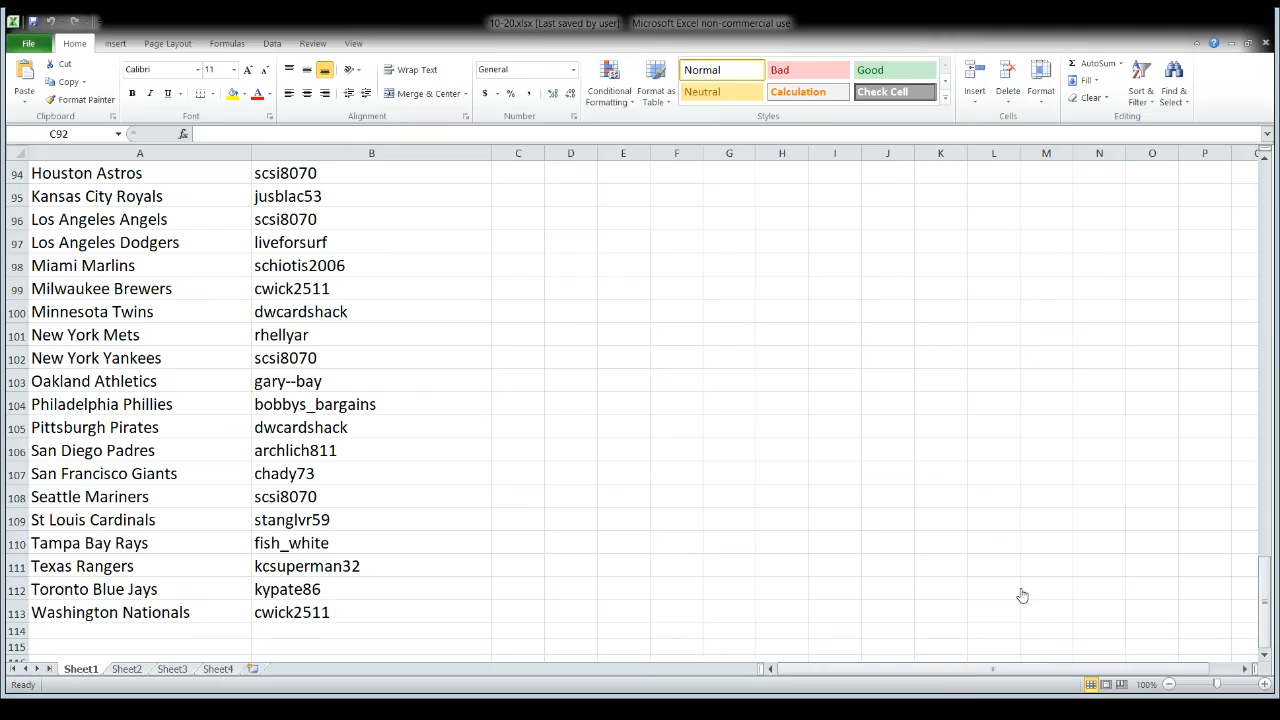 10-20.xlsx [Last saved by user] - Microsoft Excel non-commercial use
File Home Insert Page Layout Formulas Data Review View
Cut Calibri 11 Wrap Text General Normal Bad Good AutoSum
Copy Fill
Paste Format Painter Merge & Center Conditional Formatting Format as Table Neutral Calculation Check Cell Insert Delete Format Clear Sort & Filter Find & Select
Clipboard Font Alignment Number Styles Cells Editing
C92 fx
A B C D E F G H I J K L M N O P
94 Houston Astros scsi8070
95 Kansas City Royals jusblac53
96 Los Angeles Angels scsi8070
97 Los Angeles Dodgers liveforsurf
98 Miami Marlins schiotis2006
99 Milwaukee Brewers cwick2511
100 Minnesota Twins dwcardshack
101 New York Mets rhellyar
102 New York Yankees scsi8070
103 Oakland Athletics gary--bay
104 Philadelphia Phillies bobbys_bargains
105 Pittsburgh Pirates dwcardshack
106 San Diego Padres archlich811
107 San Francisco Giants chady73
108 Seattle Mariners scsi8070
109 St Louis Cardinals stanglvr59
110 Tampa Bay Rays fish_white
111 Texas Rangers kcsuperman32
112 Toronto Blue Jays kypate86
113 Washington Nationals cwick2511
114
115
Sheet1 Sheet2 Sheet3 Sheet4
Ready 100%